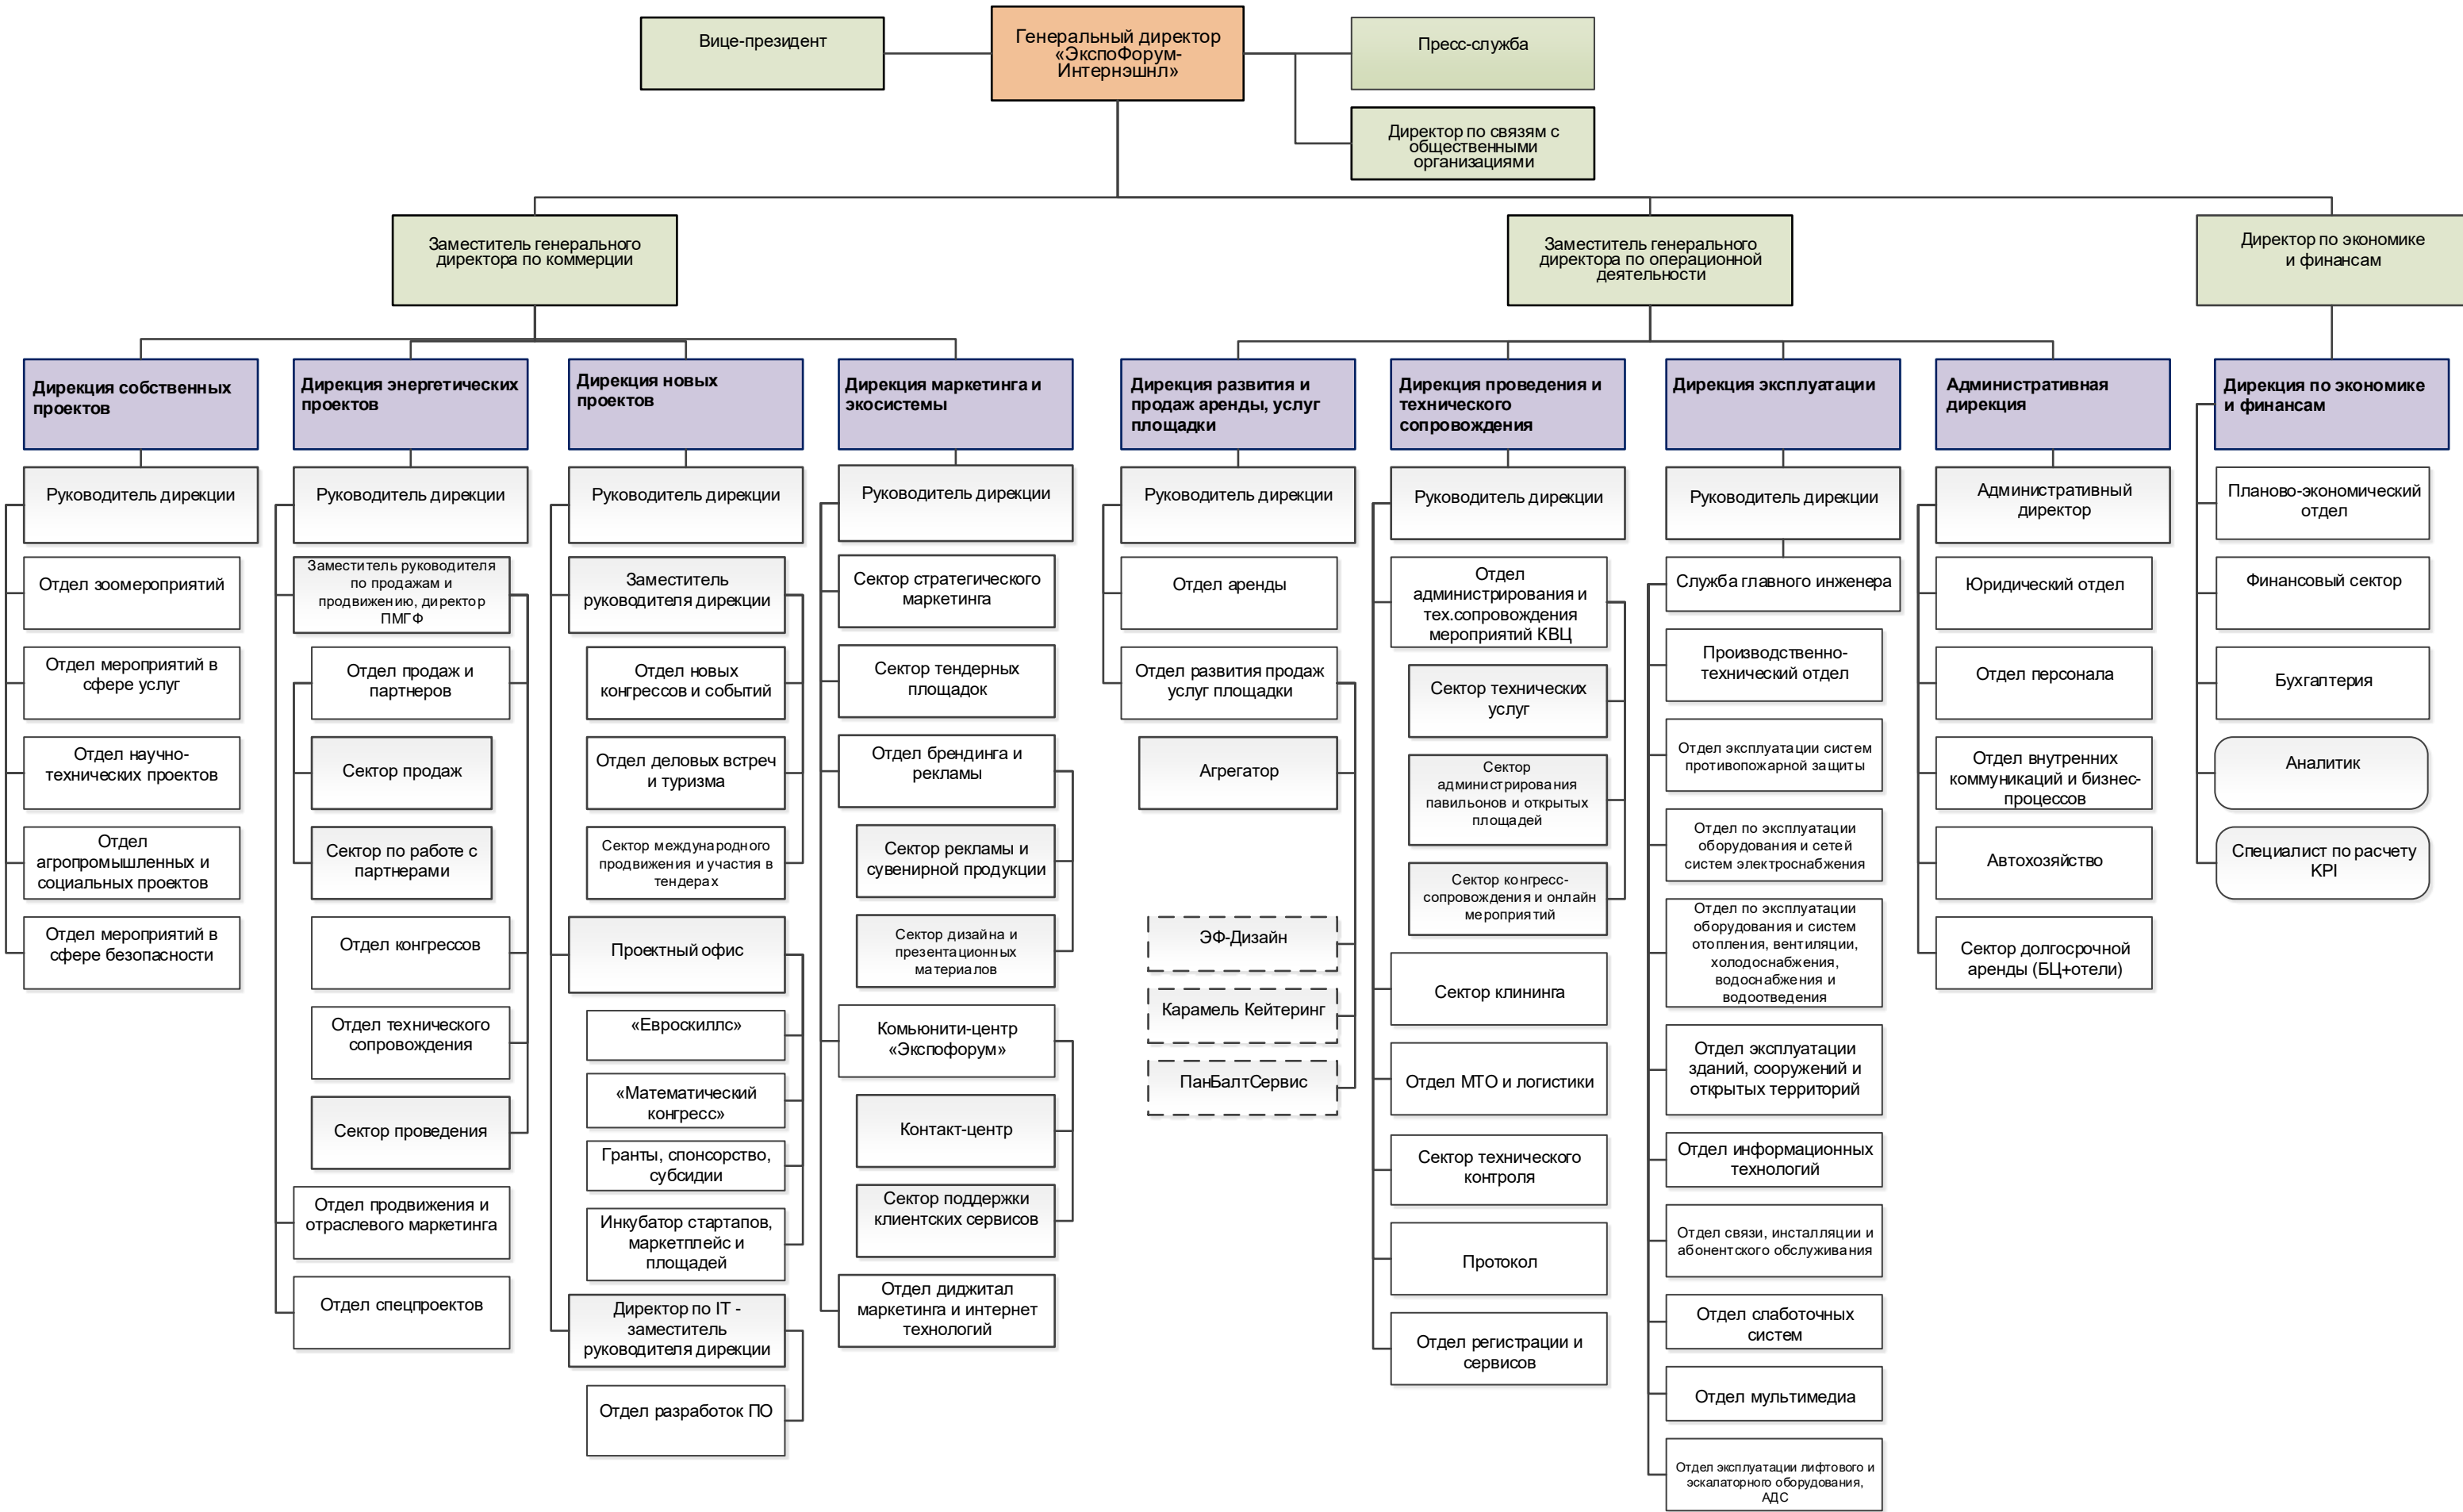 Вице-президент
Генеральный директор
«ЭкспоФорум-
Интернэшнл»
Пресс-служба
Директор по связям с
общественными
организациями
Заместитель генерального
директора по коммерции
Заместитель генерального
директора по операционной
деятельности
Директор по экономике
и финансам
Дирекция собственных
проектов
Руководитель дирекции
Отдел зоомероприятий
Отдел мероприятий в
сфере услуг
Отдел научно-
технических проектов
Отдел
агропромышленных и
социальных проектов
Отдел мероприятий в
сфере безопасности
Дирекция энергетических
проектов
Руководитель дирекции
Заместитель руководителя
по продажам и
продвижению, директор
ПМГФ
Отдел продаж и
партнеров
Сектор продаж
Сектор по работе с
партнерами
Отдел конгрессов
Отдел технического
сопровождения
Сектор проведения
Отдел продвижения и
отраслевого маркетинга
Отдел спецпроектов
Дирекция новых
проектов
Руководитель дирекции
Заместитель
руководителя дирекции
Отдел новых
конгрессов и событий
Отдел деловых встреч
и туризма
Сектор международного
продвижения и участия в
тендерах
Проектный офис
«Евроскиллс»
«Математический
конгресс»
Гранты, спонсорство,
субсидии
Инкубатор стартапов,
маркетплейс и
площадей
Директор по IT -
заместитель
руководителя дирекции
Отдел разработок ПО
Дирекция маркетинга и
экосистемы
Руководитель дирекции
Сектор стратегического
маркетинга
Сектор тендерных
площадок
Отдел брендинга и
рекламы
Сектор рекламы и
сувенирной продукции
Сектор дизайна и
презентационных
материалов
Комьюнити-центр
«Экспофорум»
Контакт-центр
Сектор поддержки
клиентских сервисов
Отдел диджитал
маркетинга и интернет
технологий
Дирекция развития и
продаж аренды, услуг
площадки
Руководитель дирекции
Отдел аренды
Отдел развития продаж
услуг площадки
Агрегатор
ЭФ-Дизайн
Карамель Кейтеринг
ПанБалтСервис
Дирекция проведения и
технического
сопровождения
Руководитель дирекции
Отдел
администрирования и
тех.сопровождения
мероприятий КВЦ
Сектор технических
услуг
Сектор
администрирования
павильонов и открытых
площадей
Сектор конгресс-
сопровождения и онлайн
мероприятий
Сектор клининга
Отдел МТО и логистики
Сектор технического
контроля
Протокол
Отдел регистрации и
сервисов
Дирекция эксплуатации
Руководитель дирекции
Служба главного инженера
Производственно-
технический отдел
Отдел эксплуатации систем
противопожарной защиты
Отдел по эксплуатации
оборудования и сетей
систем электроснабжения
Отдел по эксплуатации
оборудования и систем
отопления, вентиляции,
холодоснабжения,
водоснабжения и
водоотведения
Отдел эксплуатации
зданий, сооружений и
открытых территорий
Отдел информационных
технологий
Отдел связи, инсталляции и
абонентского обслуживания
Отдел слаботочных
систем
Отдел мультимедиа
Отдел эксплуатации лифтового и
эскалаторного оборудования,
АДС
Административная
дирекция
Административный
директор
Юридический отдел
Отдел персонала
Отдел внутренних
коммуникаций и бизнес-
процессов
Автохозяйство
Сектор долгосрочной
аренды (БЦ+отели)
Дирекция по экономике
и финансам
Планово-экономический
отдел
Финансовый сектор
Бухгалтерия
Аналитик
Специалист по расчету
KPI